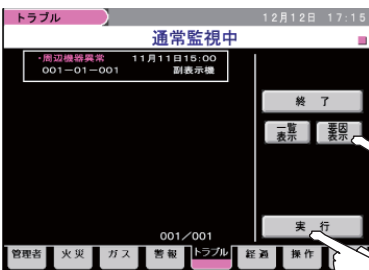 トラブル
12月12日 17:15
通常監視中
・周辺機器異常 11月11日15:00
001-01-001 副表示機
終 了
一覧
表示
要因
表示
実 行
001/001
管理者 火災 ガス 警報 トラブル 経過 操作